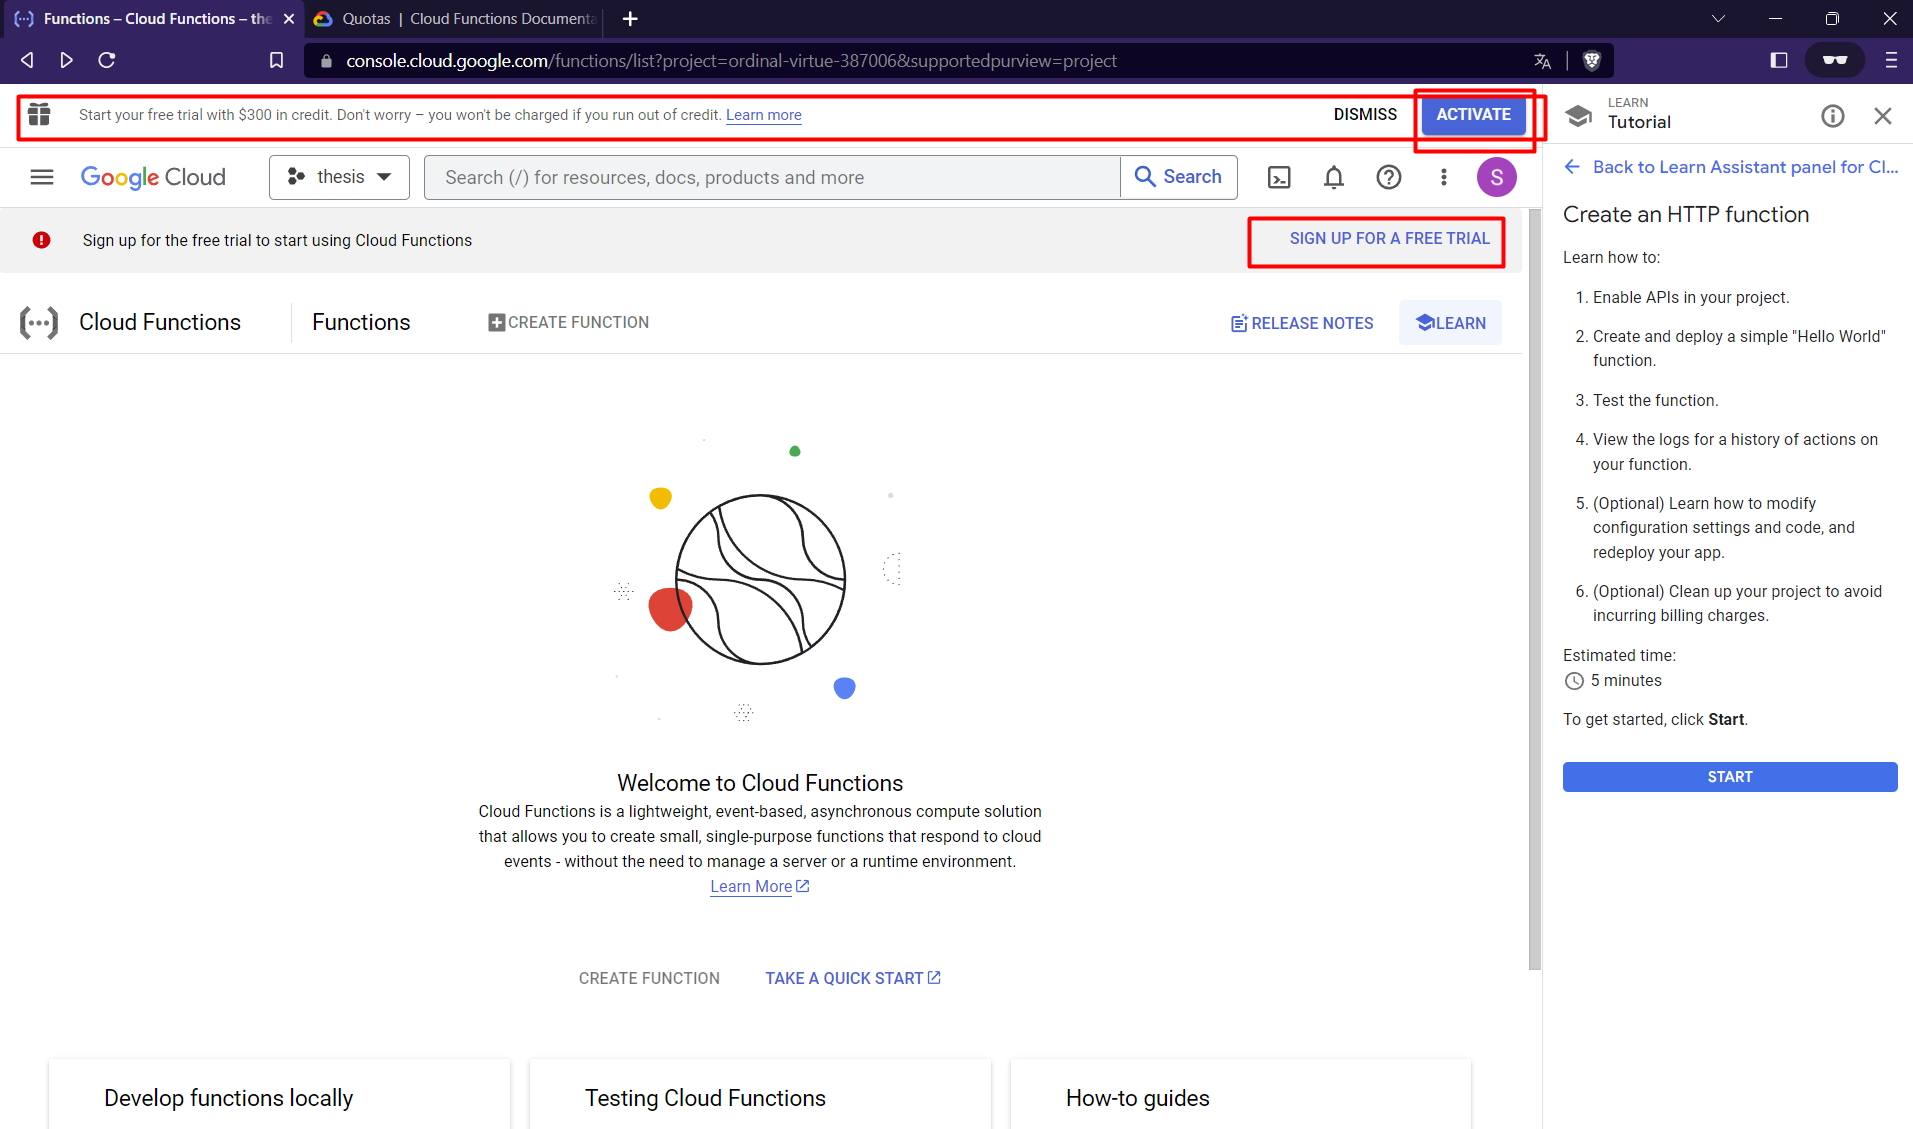 Functions – Cloud Functions – the
Quotas | Cloud Functions Documenta
console.cloud.google.com/functions/list?project=ordinal-virtue-387006&supportedpurview=project
Start your free trial with $300 in credit. Don't worry – you won't be charged if you run out of credit. Learn more
DISMISS
ACTIVATE
Google Cloud
thesis
Search (/) for resources, docs, products and more
Search
S
Sign up for the free trial to start using Cloud Functions
SIGN UP FOR A FREE TRIAL
Cloud Functions
Functions
CREATE FUNCTION
RELEASE NOTES
LEARN
Welcome to Cloud Functions
Cloud Functions is a lightweight, event-based, asynchronous compute solution
that allows you to create small, single-purpose functions that respond to cloud
events - without the need to manage a server or a runtime environment.
Learn More
CREATE FUNCTION
TAKE A QUICK START
Develop functions locally
Testing Cloud Functions
How-to guides
LEARN
Tutorial
Back to Learn Assistant panel for Cl...
Create an HTTP function
Learn how to:
1. Enable APIs in your project.
2. Create and deploy a simple "Hello World"
function.
3. Test the function.
4. View the logs for a history of actions on
your function.
5. (Optional) Learn how to modify
configuration settings and code, and
redeploy your app.
6. (Optional) Clean up your project to avoid
incurring billing charges.
Estimated time:
5 minutes
To get started, click Start.
START